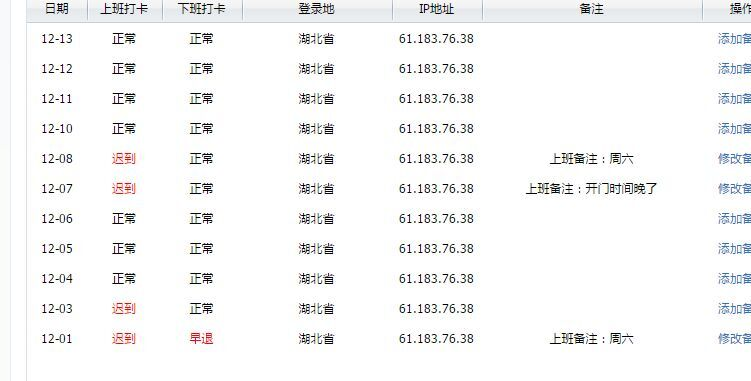 日期 上班打卡 下班打卡 登录地 IP地址 备注 操作
12-13 正常 正常 湖北省 61.183.76.38 添加备
12-12 正常 正常 湖北省 61.183.76.38 添加备
12-11 正常 正常 湖北省 61.183.76.38 添加备
12-10 正常 正常 湖北省 61.183.76.38 添加备
12-08 迟到 正常 湖北省 61.183.76.38 上班备注：周六 修改备
12-07 迟到 正常 湖北省 61.183.76.38 上班备注：开门时间晚了 修改备
12-06 正常 正常 湖北省 61.183.76.38 添加备
12-05 正常 正常 湖北省 61.183.76.38 添加备
12-04 正常 正常 湖北省 61.183.76.38 添加备
12-03 迟到 正常 湖北省 61.183.76.38 添加备
12-01 迟到 早退 湖北省 61.183.76.38 上班备注：周六 修改备